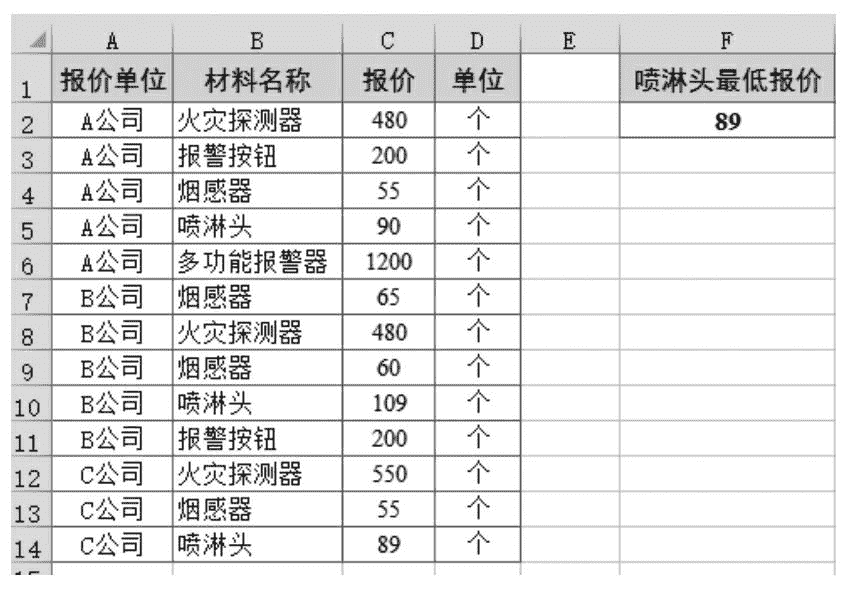 A B C D E F
1 报价单位 材料名称 报价 单位 喷淋头最低报价
2 A公司 火灾探测器 480 个 89
3 A公司 报警按钮 200 个
4 A公司 烟感器 55 个
5 A公司 喷淋头 90 个
6 A公司 多功能报警器 1200 个
7 B公司 烟感器 65 个
8 B公司 火灾探测器 480 个
9 B公司 烟感器 60 个
10 B公司 喷淋头 109 个
11 B公司 报警按钮 200 个
12 C公司 火灾探测器 550 个
13 C公司 烟感器 55 个
14 C公司 喷淋头 89 个